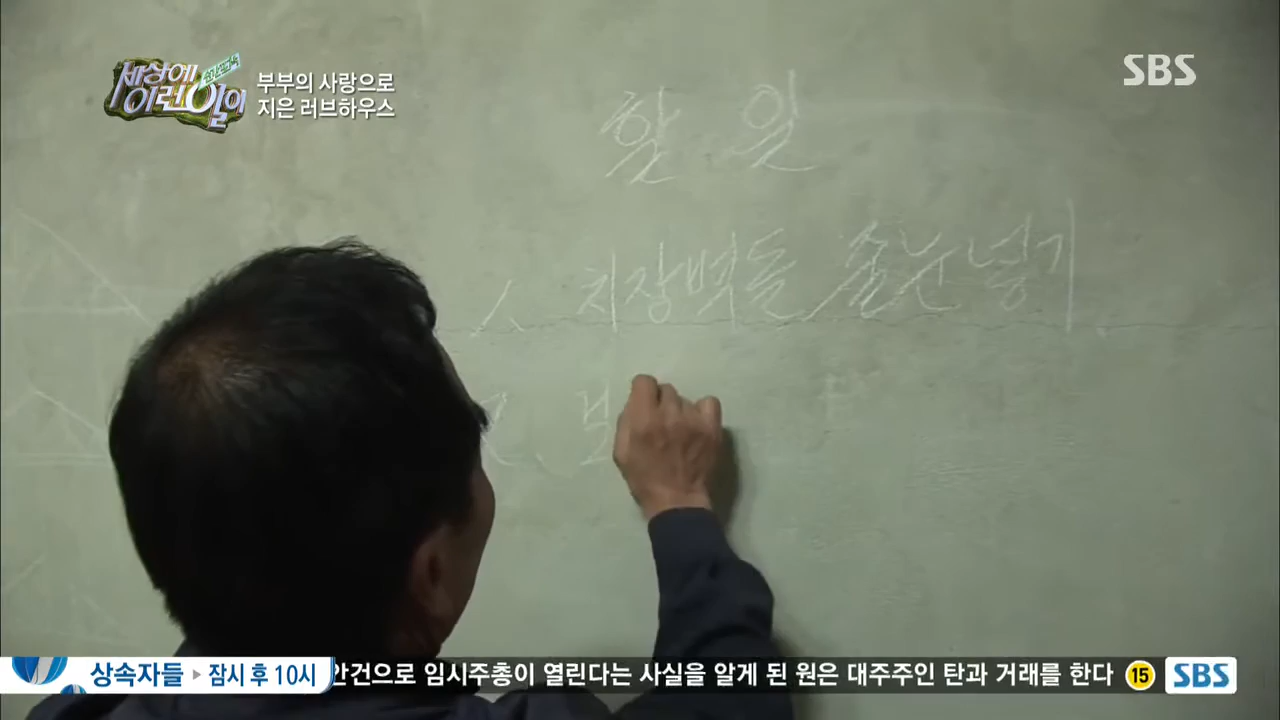 세상에
이런 일이
부부의 사랑으로
지은 러브하우스
SBS
할 일
치장벽돌 줄눈넣기
상속자들 ▸ 잠시 후 10시
안건으로 임시주총이 열린다는 사실을 알게 된 원은 대주주인 탄과 거래를 한다
15
SBS